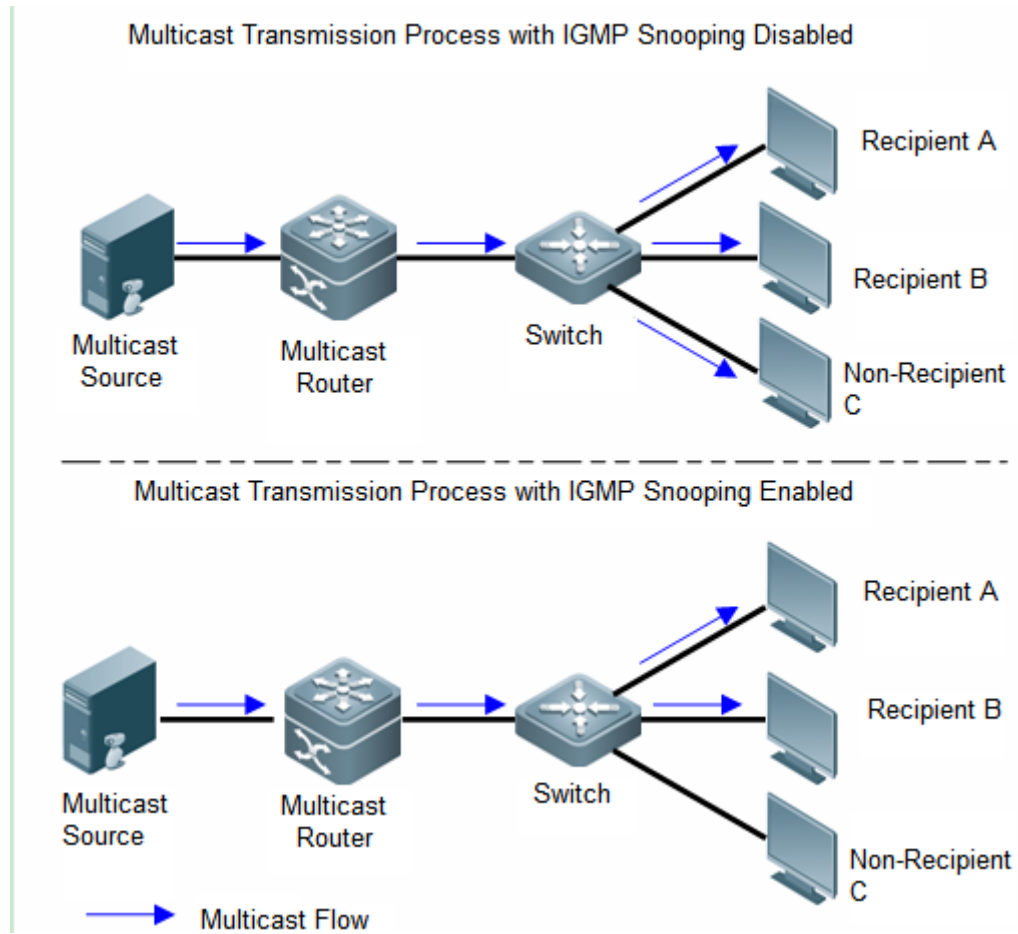 Multicast Transmission Process with IGMP Snooping Disabled
Recipient A
Recipient B
Non-Recipient
C
Multicast
Source
Multicast
Router
Switch
Multicast Transmission Process with IGMP Snooping Enabled
Recipient A
Recipient B
Non-Recipient
C
Multicast
Source
Multicast
Router
Switch
Multicast Flow